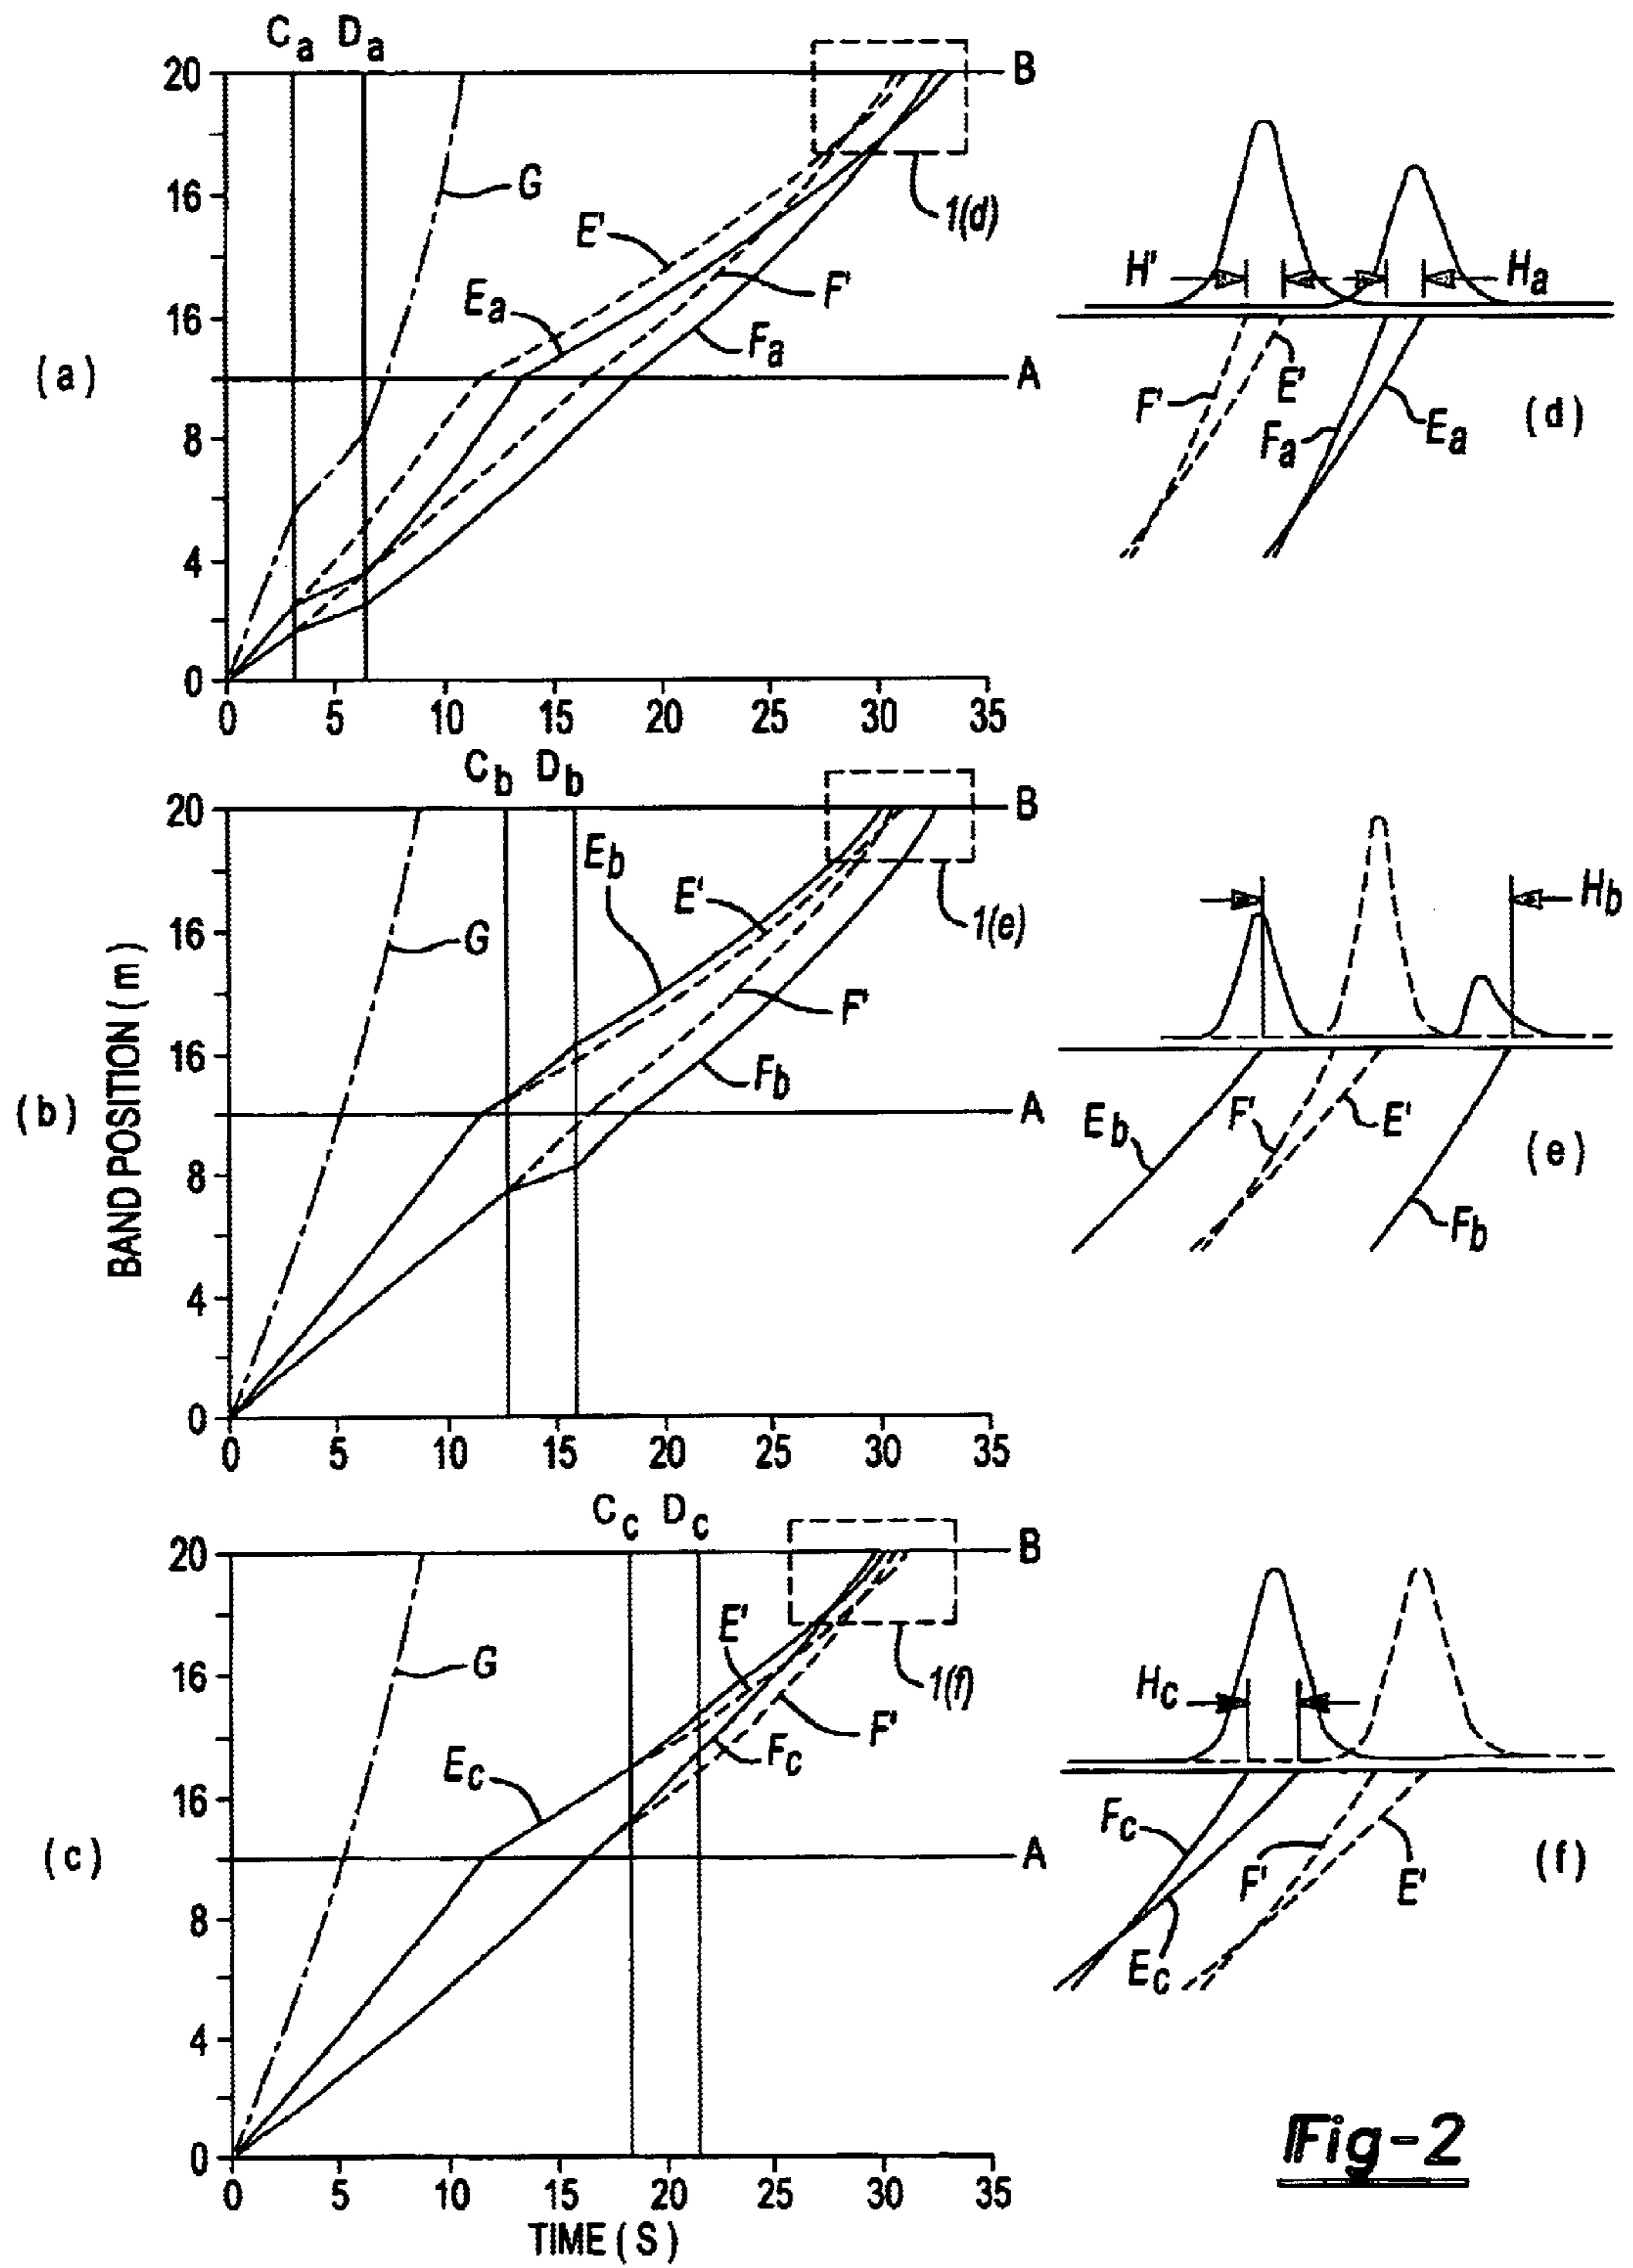 Ca Da
20 B
G
16
E'
1(d)
Ea
F'
16
Fa
(a)
A
8
4
0
0 5 10 15 20 25 30 35
H' Ha
F' E'
Fa Ea
(d)
Cb Db
20 B
Eb
E'
16
G
1(e)
F'
16
Fb
(b)
A
8
4
0
0 5 10 15 20 25 30 35
BAND POSITION (m)
Hb
Eb F' E'
(e)
Fb
Cc Dc
20 B
E'
16
G
1(f)
F'
Ec
Fc
16
(c)
A
8
4
0
0 5 10 15 20 25 30 35
TIME (S)
Hc
Fc
F' E'
(f)
Ec
Fig-2